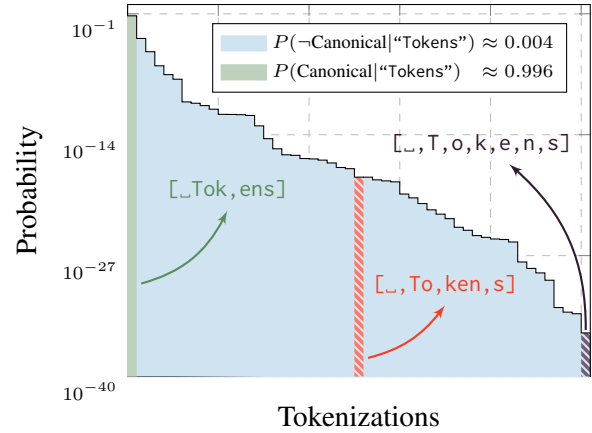 10^{-1}
P(¬Canonical|“Tokens”) ≈ 0.004
P(Canonical|“Tokens”) ≈ 0.996
10^{-14}
[␣,T,o,k,e,n,s]
[␣Tok,ens]
10^{-27}
[␣,To,ken,s]
10^{-40}
Probability
Tokenizations